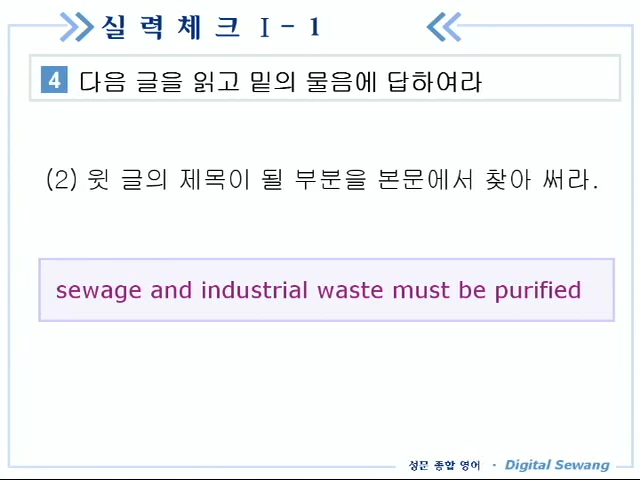 실력체크 Ⅰ-1
4 다음 글을 읽고 밑의 물음에 답하여라
(2) 윗 글의 제목이 될 부분을 본문에서 찾아 써라.
sewage and industrial waste must be purified
성문 종합 영어 · Digital Sewang